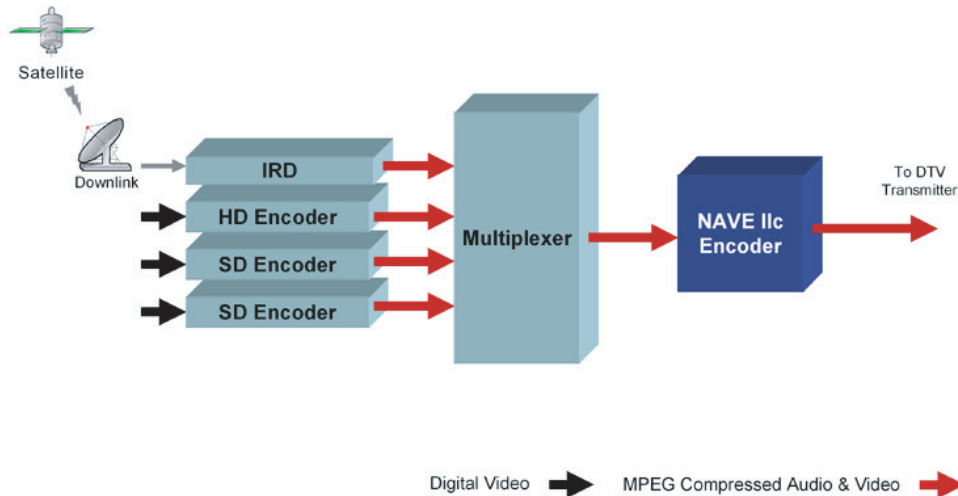 Satellite
Downlink
IRD
HD Encoder
SD Encoder
SD Encoder
Multiplexer
NAVE IIc
Encoder
To DTV
Transmitter
Digital Video
MPEG Compressed Audio & Video